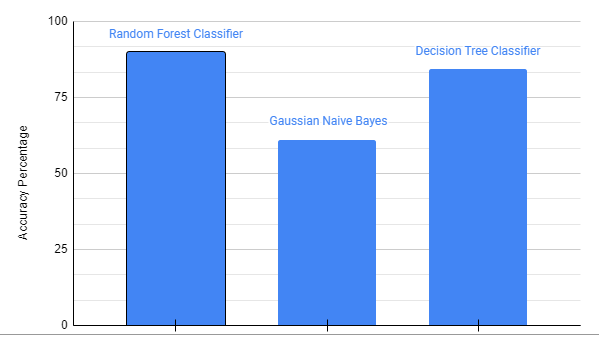 100
Random Forest Classifier
Decision Tree Classifier
75
Gaussian Naive Bayes
Accuracy Percentage
50
25
0